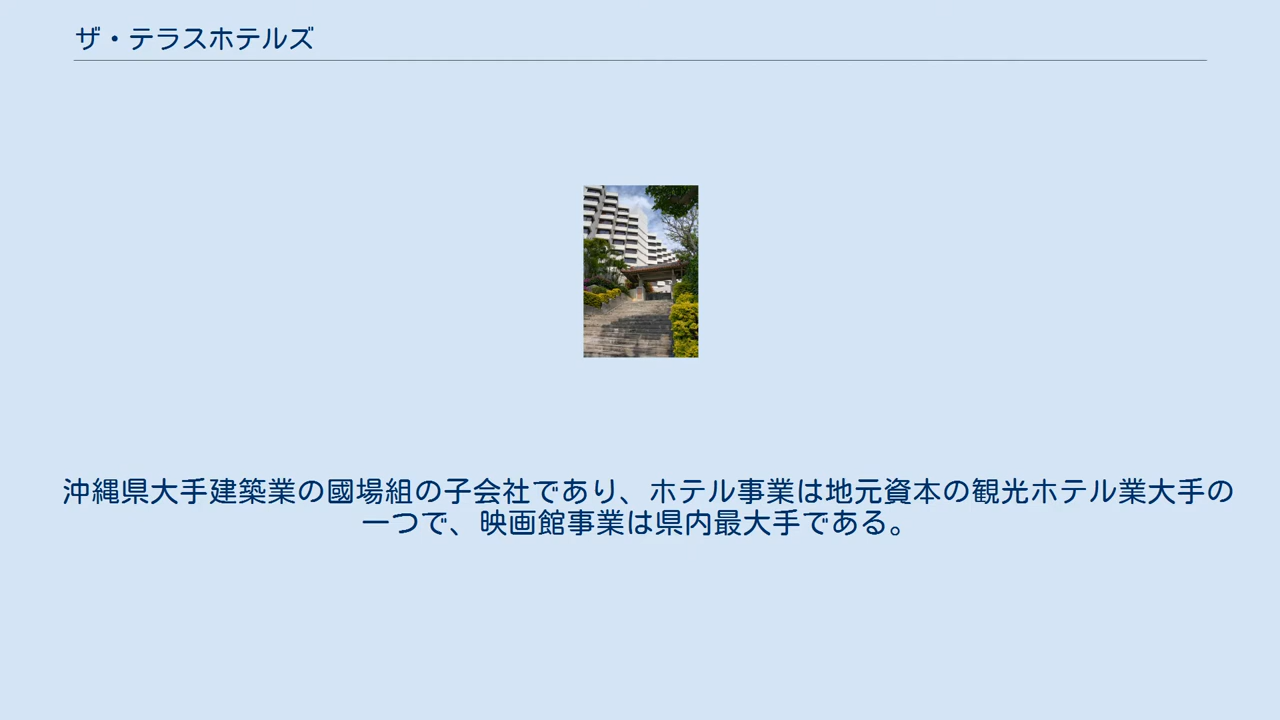 ザ・テラスホテルズ
沖縄県大手建築業の國場組の子会社であり、ホテル事業は地元資本の観光ホテル業大手の
一つで、映画館事業は県内最大手である。